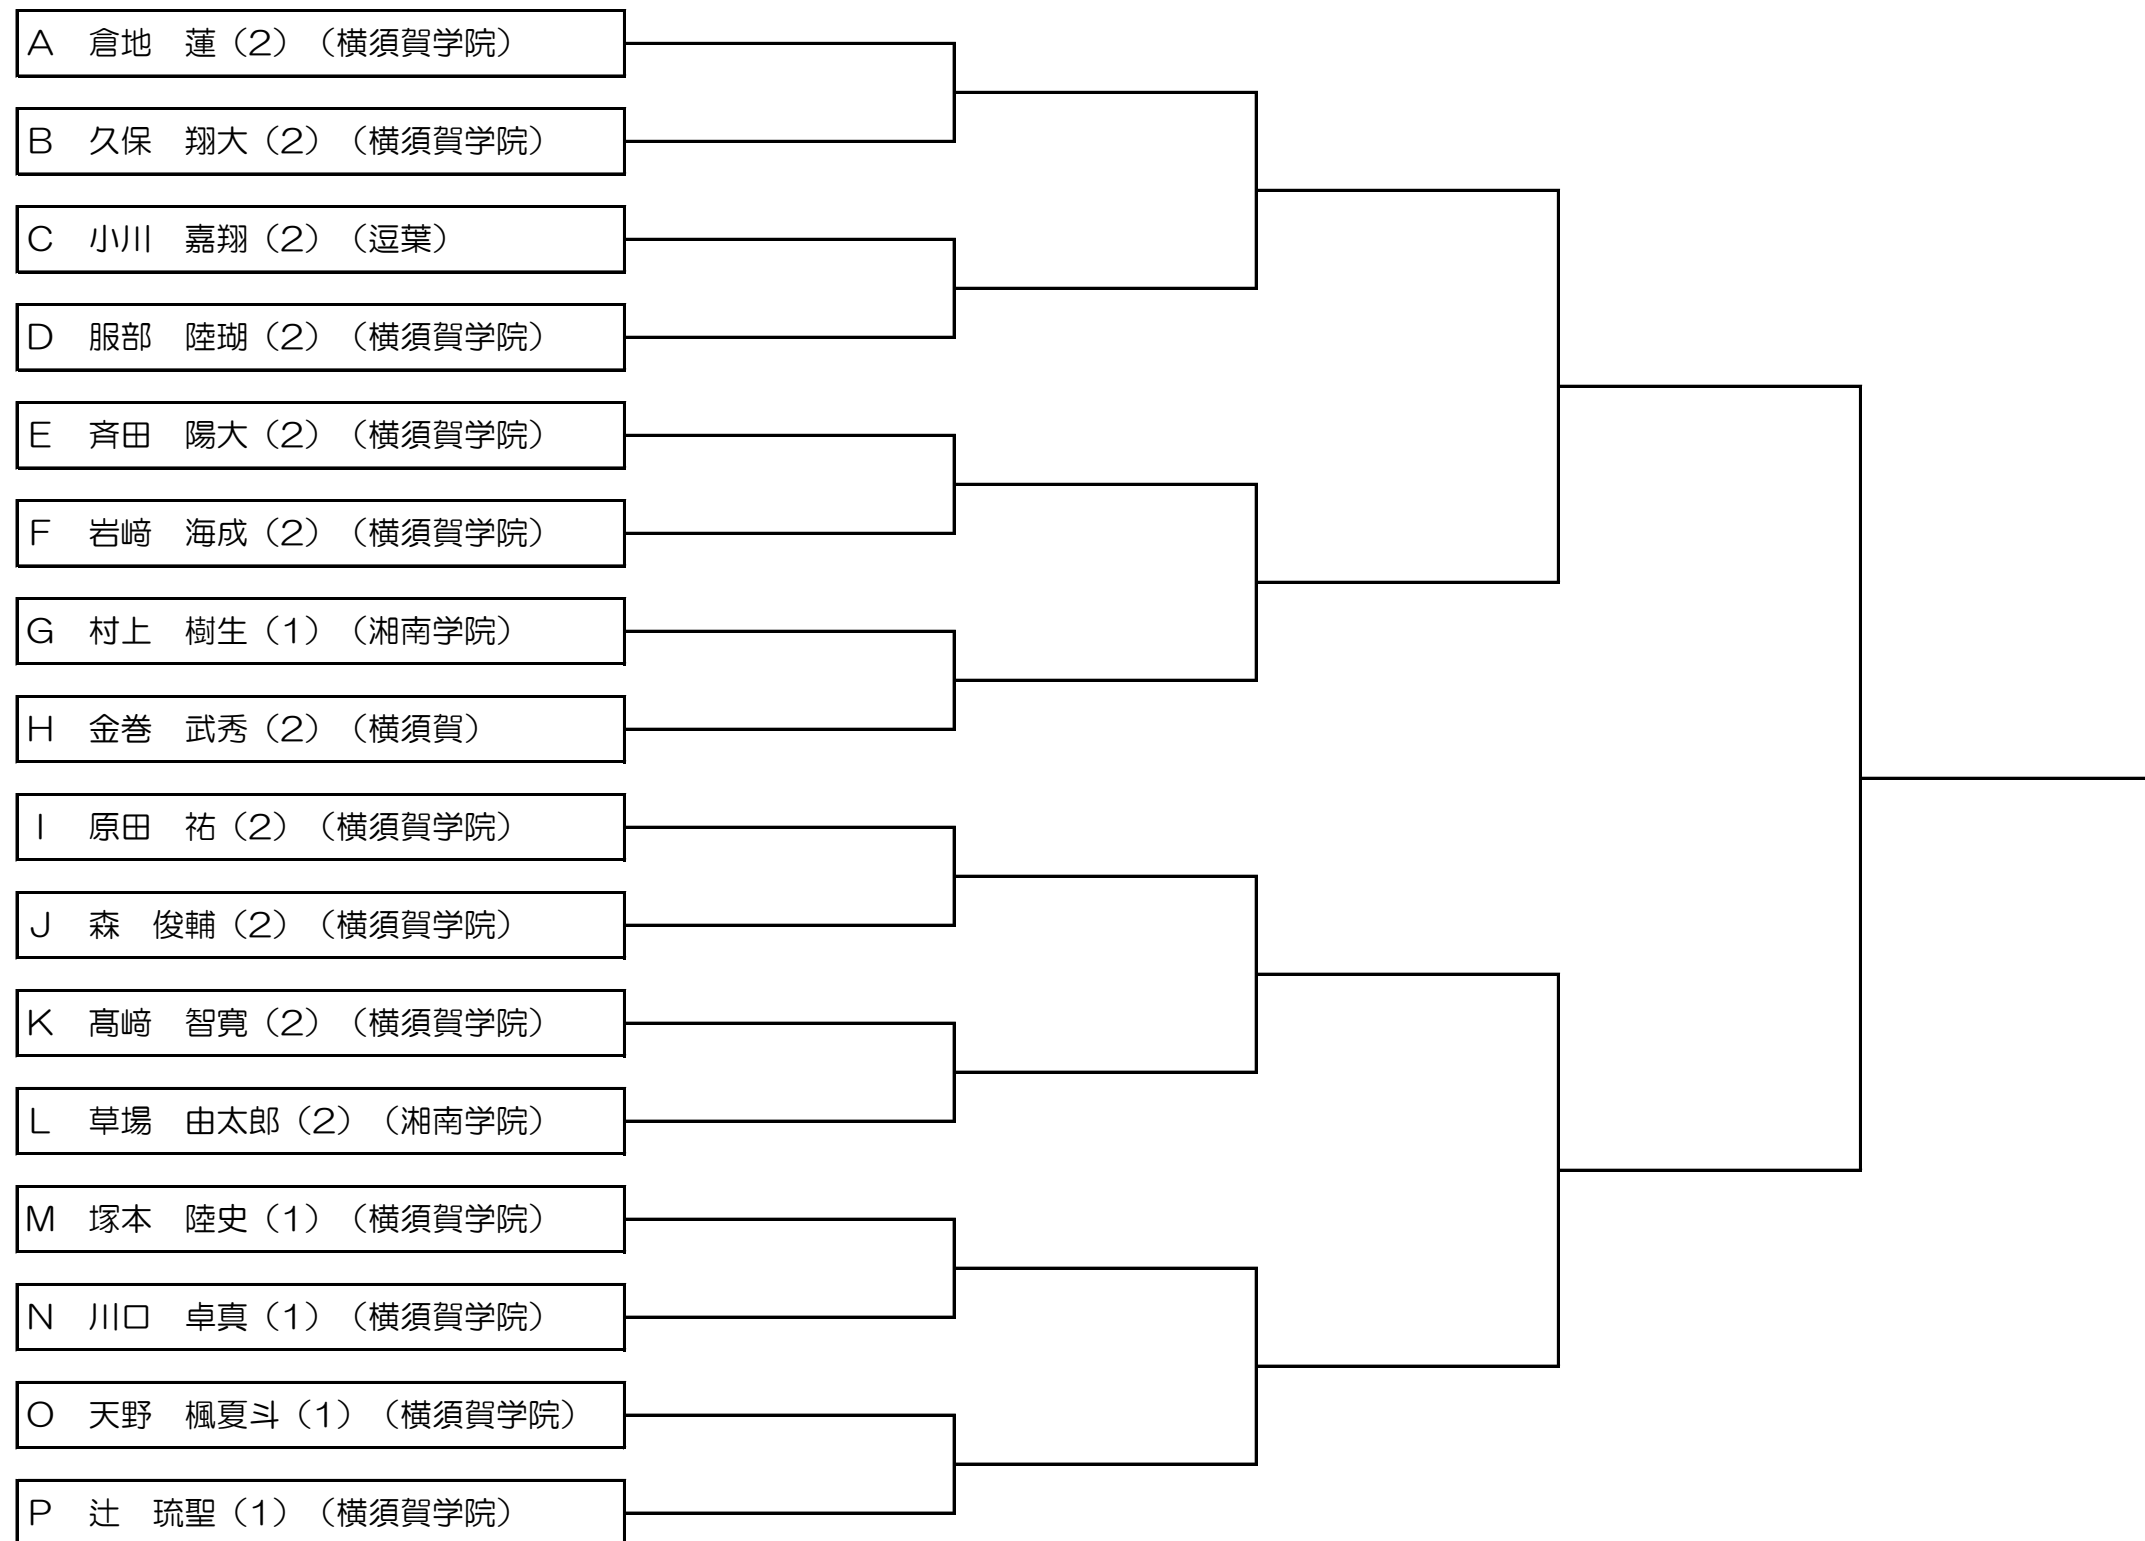 A　倉地　蓮（2）（横須賀学院）
B　久保　翔大（2）（横須賀学院）
C　小川　嘉翔（2）（逗葉）
D　服部　陸瑚（2）（横須賀学院）
E　斉田　陽大（2）（横須賀学院）
F　岩﨑　海成（2）（横須賀学院）
G　村上　樹生（1）（湘南学院）
H　金巻　武秀（2）（横須賀）
I　原田　祐（2）（横須賀学院）
J　森　俊輔（2）（横須賀学院）
K　髙﨑　智寛（2）（横須賀学院）
L　草場　由太郎（2）（湘南学院）
M　塚本　陸史（1）（横須賀学院）
N　川口　卓真（1）（横須賀学院）
O　天野　楓夏斗（1）（横須賀学院）
P　辻　琉聖（1）（横須賀学院）